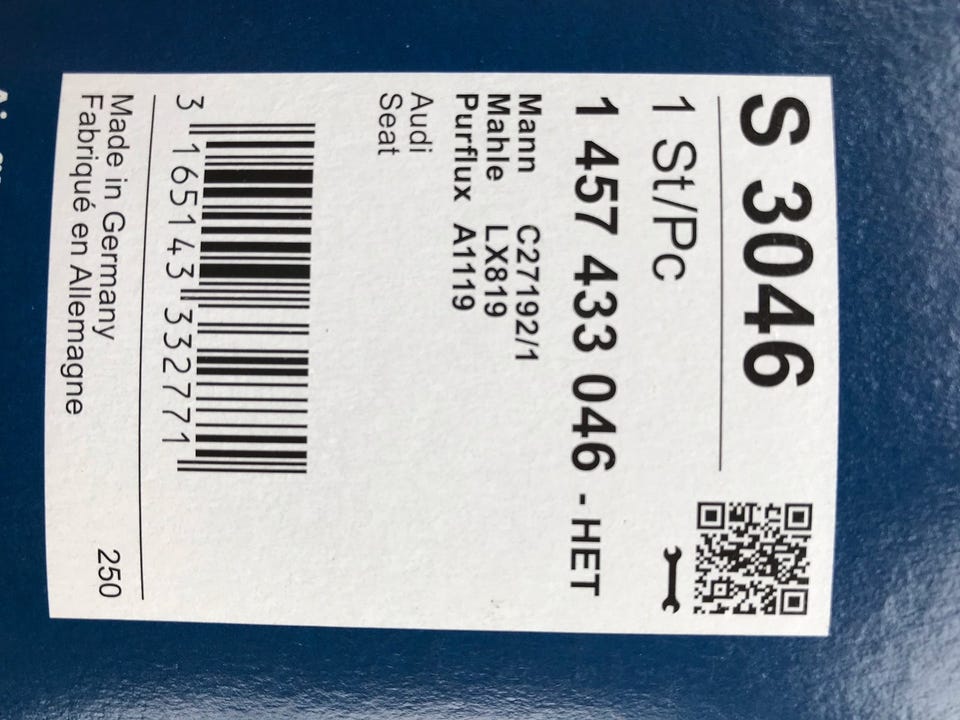 S 3046
1 St/Pc
1 457 433 046 - HET
Mann C27192/1
Mahle LX819
Purflux A1119
Audi
Seat
3 165143 332771
Made in Germany
Fabriqué en Allemagne
250